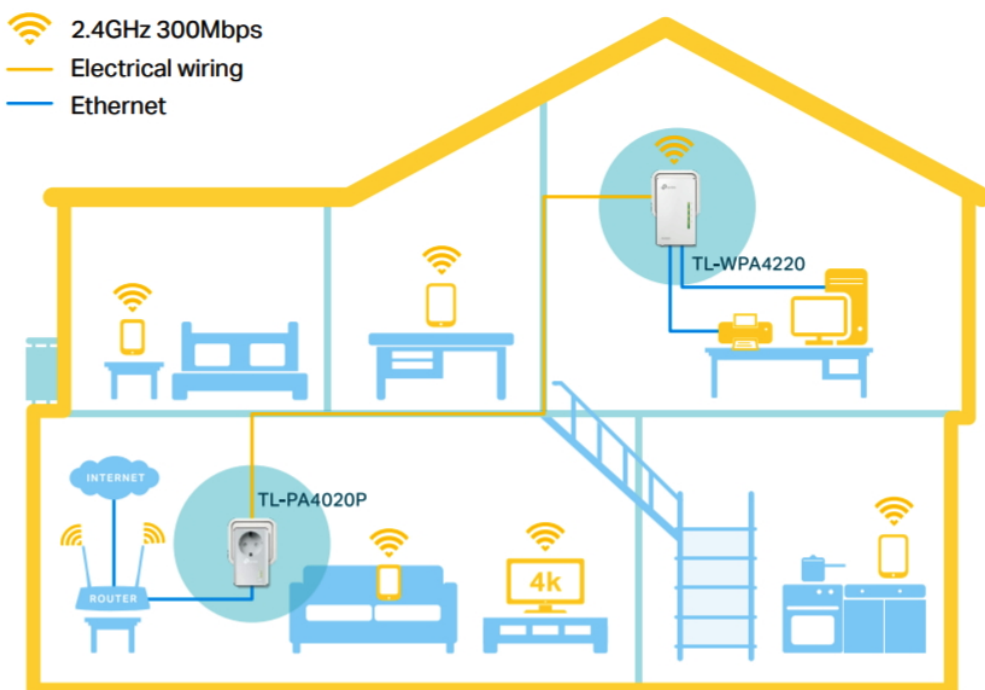 2.4GHz 300Mbps
Electrical wiring
Ethernet
TL-WPA4220
INTERNET
TL-PA4020P
4k
ROUTER